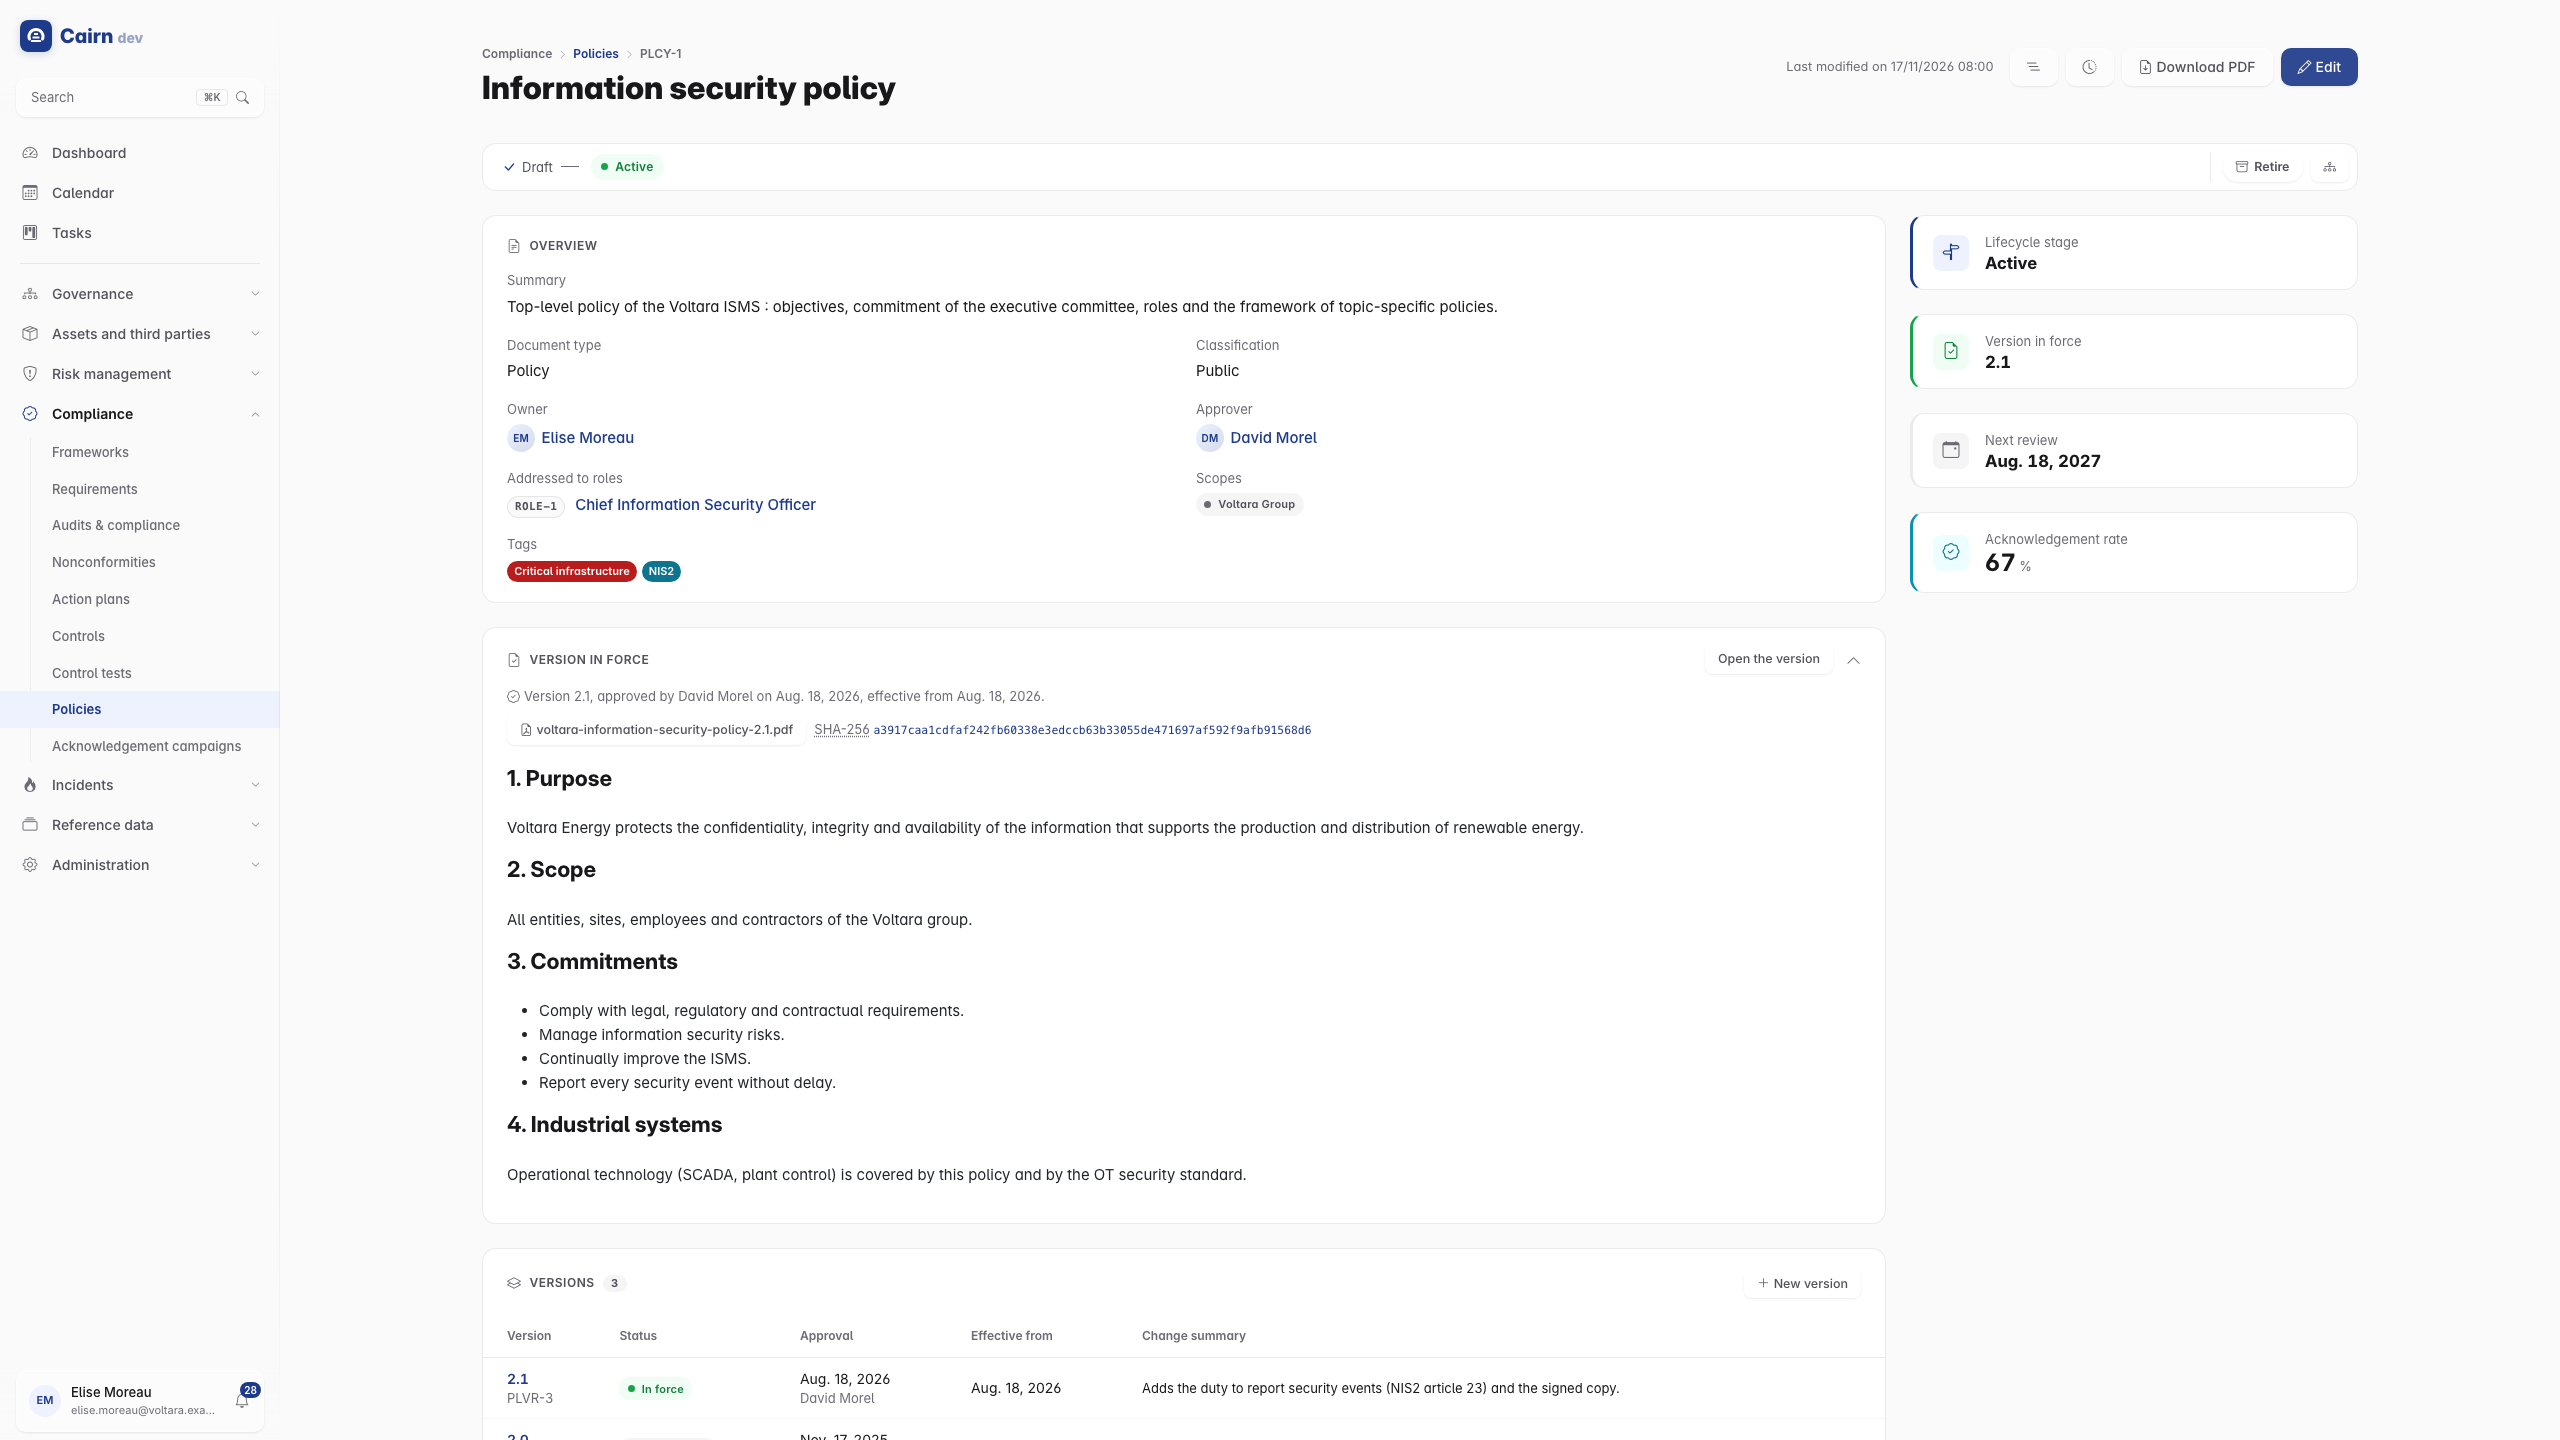 Cairn dev
Search ⌘K
Dashboard
Calendar
Tasks
Governance
Assets and third parties
Risk management
Compliance
Frameworks
Requirements
Audits & compliance
Nonconformities
Action plans
Controls
Control tests
Policies
Acknowledgement campaigns
Incidents
Reference data
Administration
EM
Elise Moreau
elise.moreau@voltara.exa...
28
Compliance > Policies > PLCY-1
Information security policy
Last modified on 17/11/2026 08:00
Download PDF
Edit
Draft — Active
Retire
OVERVIEW
Summary
Top-level policy of the Voltara ISMS : objectives, commitment of the executive committee, roles and the framework of topic-specific policies.
Document type
Policy
Classification
Public
Owner
EM Elise Moreau
Approver
DM David Morel
Addressed to roles
ROLE-1 Chief Information Security Officer
Scopes
Voltara Group
Tags
Critical infrastructure NIS2
Lifecycle stage
Active
Version in force
2.1
Next review
Aug. 18, 2027
Acknowledgement rate
67 %
VERSION IN FORCE
Open the version
Version 2.1, approved by David Morel on Aug. 18, 2026, effective from Aug. 18, 2026.
voltara-information-security-policy-2.1.pdf SHA-256 a3917caa1cdfaf242fb60338e3edccb63b33055de471697af592f9afb91568d6
1. Purpose
Voltara Energy protects the confidentiality, integrity and availability of the information that supports the production and distribution of renewable energy.
2. Scope
All entities, sites, employees and contractors of the Voltara group.
3. Commitments
• Comply with legal, regulatory and contractual requirements.
• Manage information security risks.
• Continually improve the ISMS.
• Report every security event without delay.
4. Industrial systems
Operational technology (SCADA, plant control) is covered by this policy and by the OT security standard.
VERSIONS 3
New version
Version Status Approval Effective from Change summary
2.1 In force Aug. 18, 2026 Aug. 18, 2026 Adds the duty to report security events (NIS2 article 23) and the signed copy.
PLVR-3 David Morel
2.0 Nov. 17, 2025